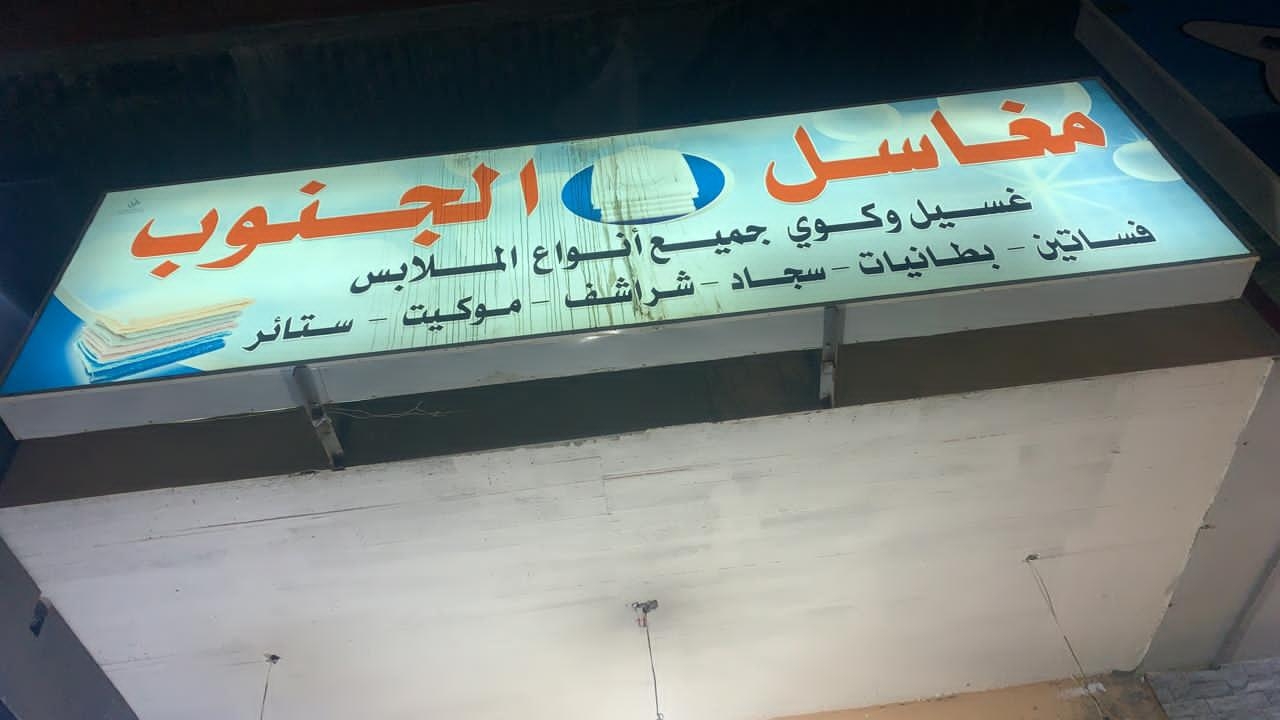 مغاسل الجنوب
غسيل وكوي جميع أنواع الملابس
فساتين - بطانيات - سجاد - شراشف - موكيت - ستائر